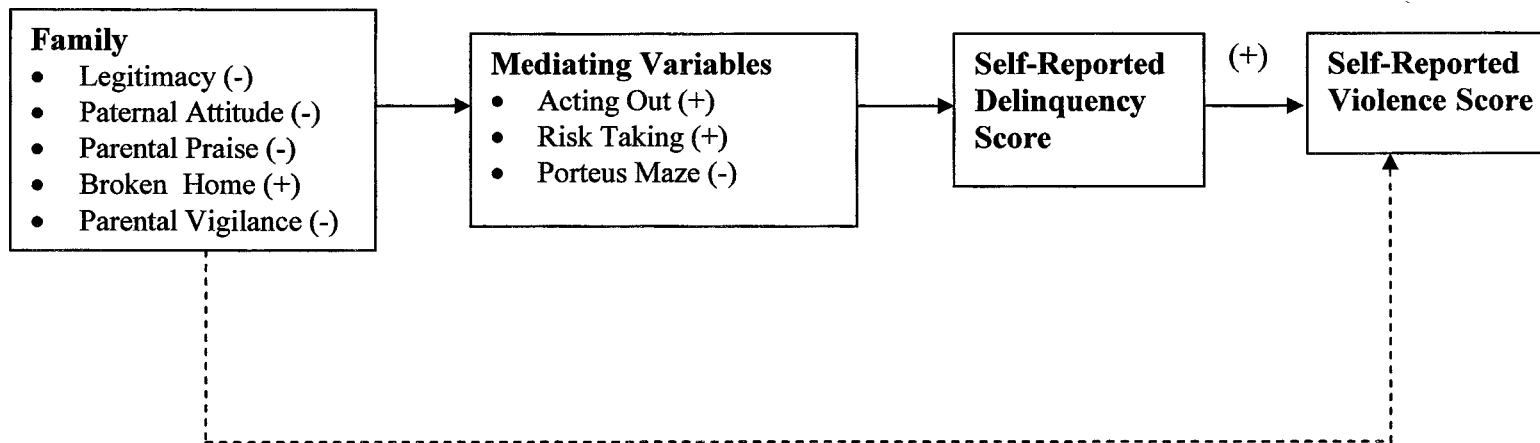 Family
• Legitimacy (-)
• Paternal Attitude (-)
• Parental Praise (-)
• Broken Home (+)
• Parental Vigilance (-)
Mediating Variables
• Acting Out (+)
• Risk Taking (+)
• Porteus Maze (-)
Self-Reported
Delinquency
Score
(+)
Self-Reported
Violence Score